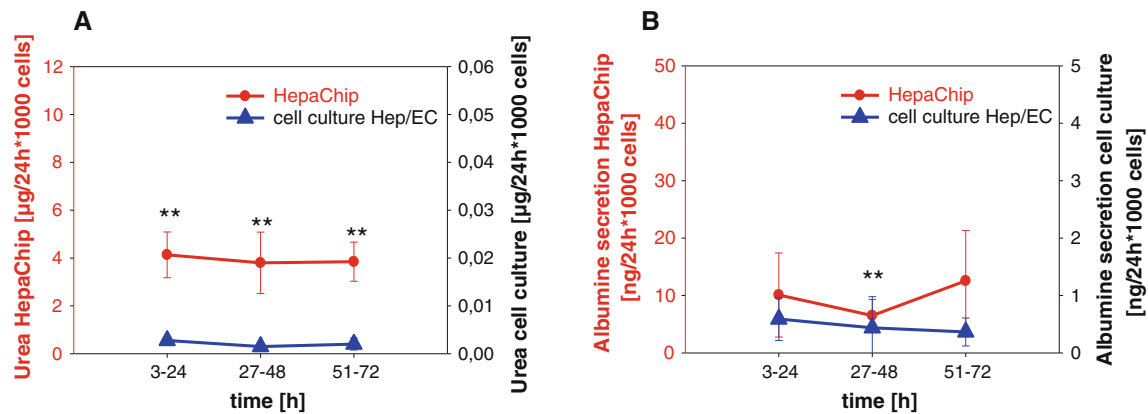 A
Urea HepaChip [µg/24h*1000 cells]
12
10
8
6
4
2
0
HepaChip
cell culture Hep/EC
**
**
**
0,06
0,05
0,04
0,03
0,02
0,01
0,00
Urea cell culture [µg/24h*1000 cells]
3-24
27-48
51-72
time [h]
B
Albumine secretion HepaChip
[ng/24h*1000 cells]
50
40
30
20
10
0
HepaChip
cell culture Hep/EC
**
5
4
3
2
1
0
Albumine secretion cell culture
[ng/24h*1000 cells]
3-24
27-48
51-72
time [h]